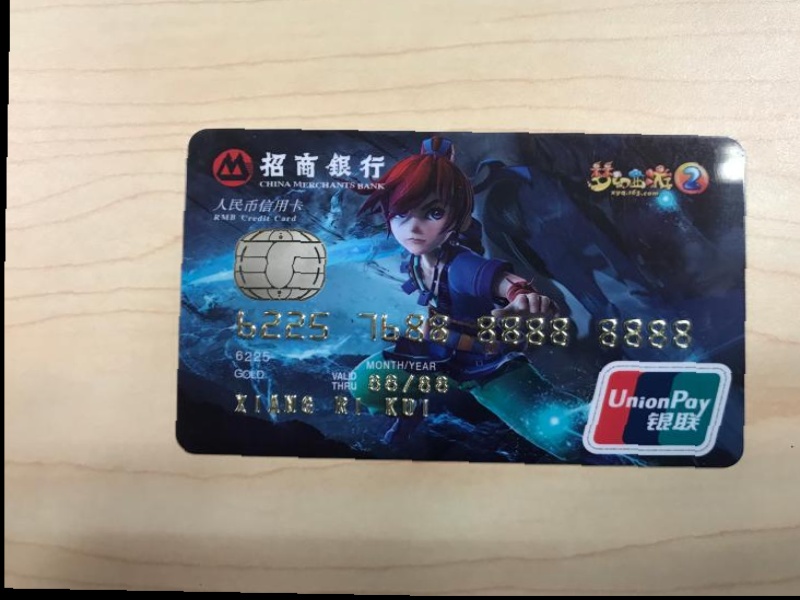 招商銀行
CHINA MERCHANTS BANK
梦幻西游2
xyq.163.com
人民币信用卡
RMB Credit Card
6225 7688 8888 8888
6225
MONTH/YEAR
GOLD
VALID THRU 88/88
XIANG RI KUI
UnionPay
银联